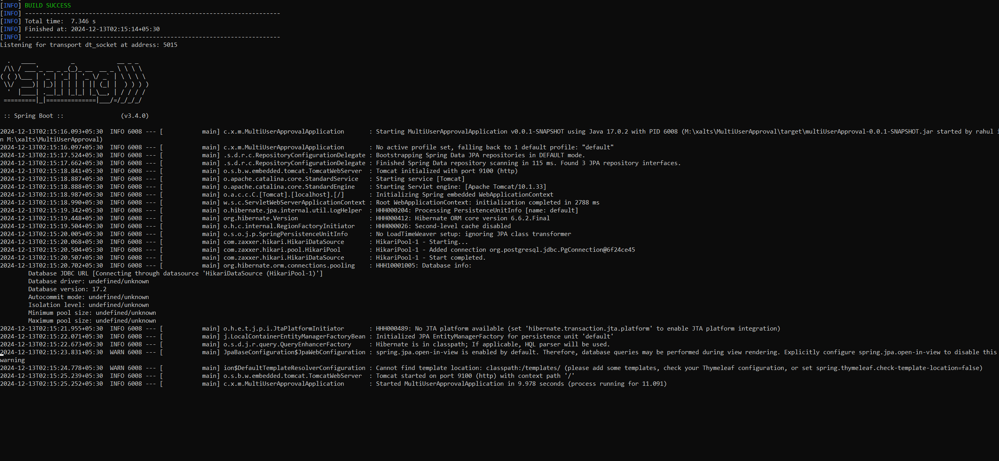 [INFO] BUILD SUCCESS
[INFO] ------------------------------------------------------------------------
[INFO] Total time:  7.346 s
[INFO] Finished at: 2024-12-13T02:15:14+05:30
[INFO] ------------------------------------------------------------------------
Listening for transport dt_socket at address: 5015

  .   ____          _            __ _ _
 /\\ / ___'_ __ _ _(_)_ __  __ _ \ \ \ \
( ( )\___ | '_ | '_| | '_ \/ _` | \ \ \ \
 \\/  ___)| |_)| | | | | || (_| |  ) ) ) )
  '  |____| .__|_| |_|_| |_\__, | / / / /
 =========|_|==============|___/=/_/_/_/

 :: Spring Boot ::                (v3.4.0)

2024-12-13T02:15:16.093+05:30  INFO 6008 --- [           main] c.x.m.MultiUserApprovalApplication       : Starting MultiUserApprovalApplication v0.0.1-SNAPSHOT using Java 17.0.2 with PID 6008 (M:\xalts\MultiUserApproval\target\multiUserApproval-0.0.1-SNAPSHOT.jar started by rahul i
n M:\xalts\MultiUserApproval)
2024-12-13T02:15:16.097+05:30  INFO 6008 --- [           main] c.x.m.MultiUserApprovalApplication       : No active profile set, falling back to 1 default profile: "default"
2024-12-13T02:15:17.524+05:30  INFO 6008 --- [           main] .s.d.r.c.RepositoryConfigurationDelegate : Bootstrapping Spring Data JPA repositories in DEFAULT mode.
2024-12-13T02:15:17.662+05:30  INFO 6008 --- [           main] .s.d.r.c.RepositoryConfigurationDelegate : Finished Spring Data repository scanning in 115 ms. Found 3 JPA repository interfaces.
2024-12-13T02:15:18.841+05:30  INFO 6008 --- [           main] o.s.b.w.embedded.tomcat.TomcatWebServer  : Tomcat initialized with port 9100 (http)
2024-12-13T02:15:18.887+05:30  INFO 6008 --- [           main] o.apache.catalina.core.StandardService   : Starting service [Tomcat]
2024-12-13T02:15:18.888+05:30  INFO 6008 --- [           main] o.apache.catalina.core.StandardEngine    : Starting Servlet engine: [Apache Tomcat/10.1.33]
2024-12-13T02:15:18.987+05:30  INFO 6008 --- [           main] o.a.c.c.C.[Tomcat].[localhost].[/]       : Initializing Spring embedded WebApplicationContext
2024-12-13T02:15:18.990+05:30  INFO 6008 --- [           main] w.s.c.ServletWebServerApplicationContext : Root WebApplicationContext: initialization completed in 2788 ms
2024-12-13T02:15:19.342+05:30  INFO 6008 --- [           main] o.hibernate.jpa.internal.util.LogHelper  : HHH000204: Processing PersistenceUnitInfo [name: default]
2024-12-13T02:15:19.448+05:30  INFO 6008 --- [           main] org.hibernate.Version                    : HHH000412: Hibernate ORM core version 6.6.2.Final
2024-12-13T02:15:19.504+05:30  INFO 6008 --- [           main] o.h.c.internal.RegionFactoryInitiator    : HHH000026: Second-level cache disabled
2024-12-13T02:15:20.005+05:30  INFO 6008 --- [           main] o.s.o.j.p.SpringPersistenceUnitInfo      : No LoadTimeWeaver setup: ignoring JPA class transformer
2024-12-13T02:15:20.068+05:30  INFO 6008 --- [           main] com.zaxxer.hikari.HikariDataSource       : HikariPool-1 - Starting...
2024-12-13T02:15:20.504+05:30  INFO 6008 --- [           main] com.zaxxer.hikari.pool.HikariPool        : HikariPool-1 - Added connection org.postgresql.jdbc.PgConnection@6f24ce45
2024-12-13T02:15:20.507+05:30  INFO 6008 --- [           main] com.zaxxer.hikari.HikariDataSource       : HikariPool-1 - Start completed.
2024-12-13T02:15:20.702+05:30  INFO 6008 --- [           main] org.hibernate.orm.connections.pooling    : HHH10001005: Database info:
        Database JDBC URL [Connecting through datasource 'HikariDataSource (HikariPool-1)']
        Database driver: undefined/unknown
        Database version: 17.2
        Autocommit mode: undefined/unknown
        Isolation level: undefined/unknown
        Minimum pool size: undefined/unknown
        Maximum pool size: undefined/unknown
2024-12-13T02:15:21.955+05:30  INFO 6008 --- [           main] o.h.e.t.j.p.i.JtaPlatformInitiator       : HHH000489: No JTA platform available (set 'hibernate.transaction.jta.platform' to enable JTA platform integration)
2024-12-13T02:15:22.071+05:30  INFO 6008 --- [           main] j.LocalContainerEntityManagerFactoryBean : Initialized JPA EntityManagerFactory for persistence unit 'default'
2024-12-13T02:15:22.673+05:30  INFO 6008 --- [           main] o.s.d.j.r.query.QueryEnhancerFactory     : Hibernate is in classpath; If applicable, HQL parser will be used.
2024-12-13T02:15:23.831+05:30  WARN 6008 --- [           main] JpaBaseConfiguration$JpaWebConfiguration : spring.jpa.open-in-view is enabled by default. Therefore, database queries may be performed during view rendering. Explicitly configure spring.jpa.open-in-view to disable this
warning
2024-12-13T02:15:24.778+05:30  WARN 6008 --- [           main] ion$DefaultTemplateResolverConfiguration : Cannot find template location: classpath:/templates/ (please add some templates, check your Thymeleaf configuration, or set spring.thymeleaf.check-template-location=false)
2024-12-13T02:15:25.239+05:30  INFO 6008 --- [           main] o.s.b.w.embedded.tomcat.TomcatWebServer  : Tomcat started on port 9100 (http) with context path '/'
2024-12-13T02:15:25.252+05:30  INFO 6008 --- [           main] c.x.m.MultiUserApprovalApplication       : Started MultiUserApprovalApplication in 9.978 seconds (process running for 11.091)